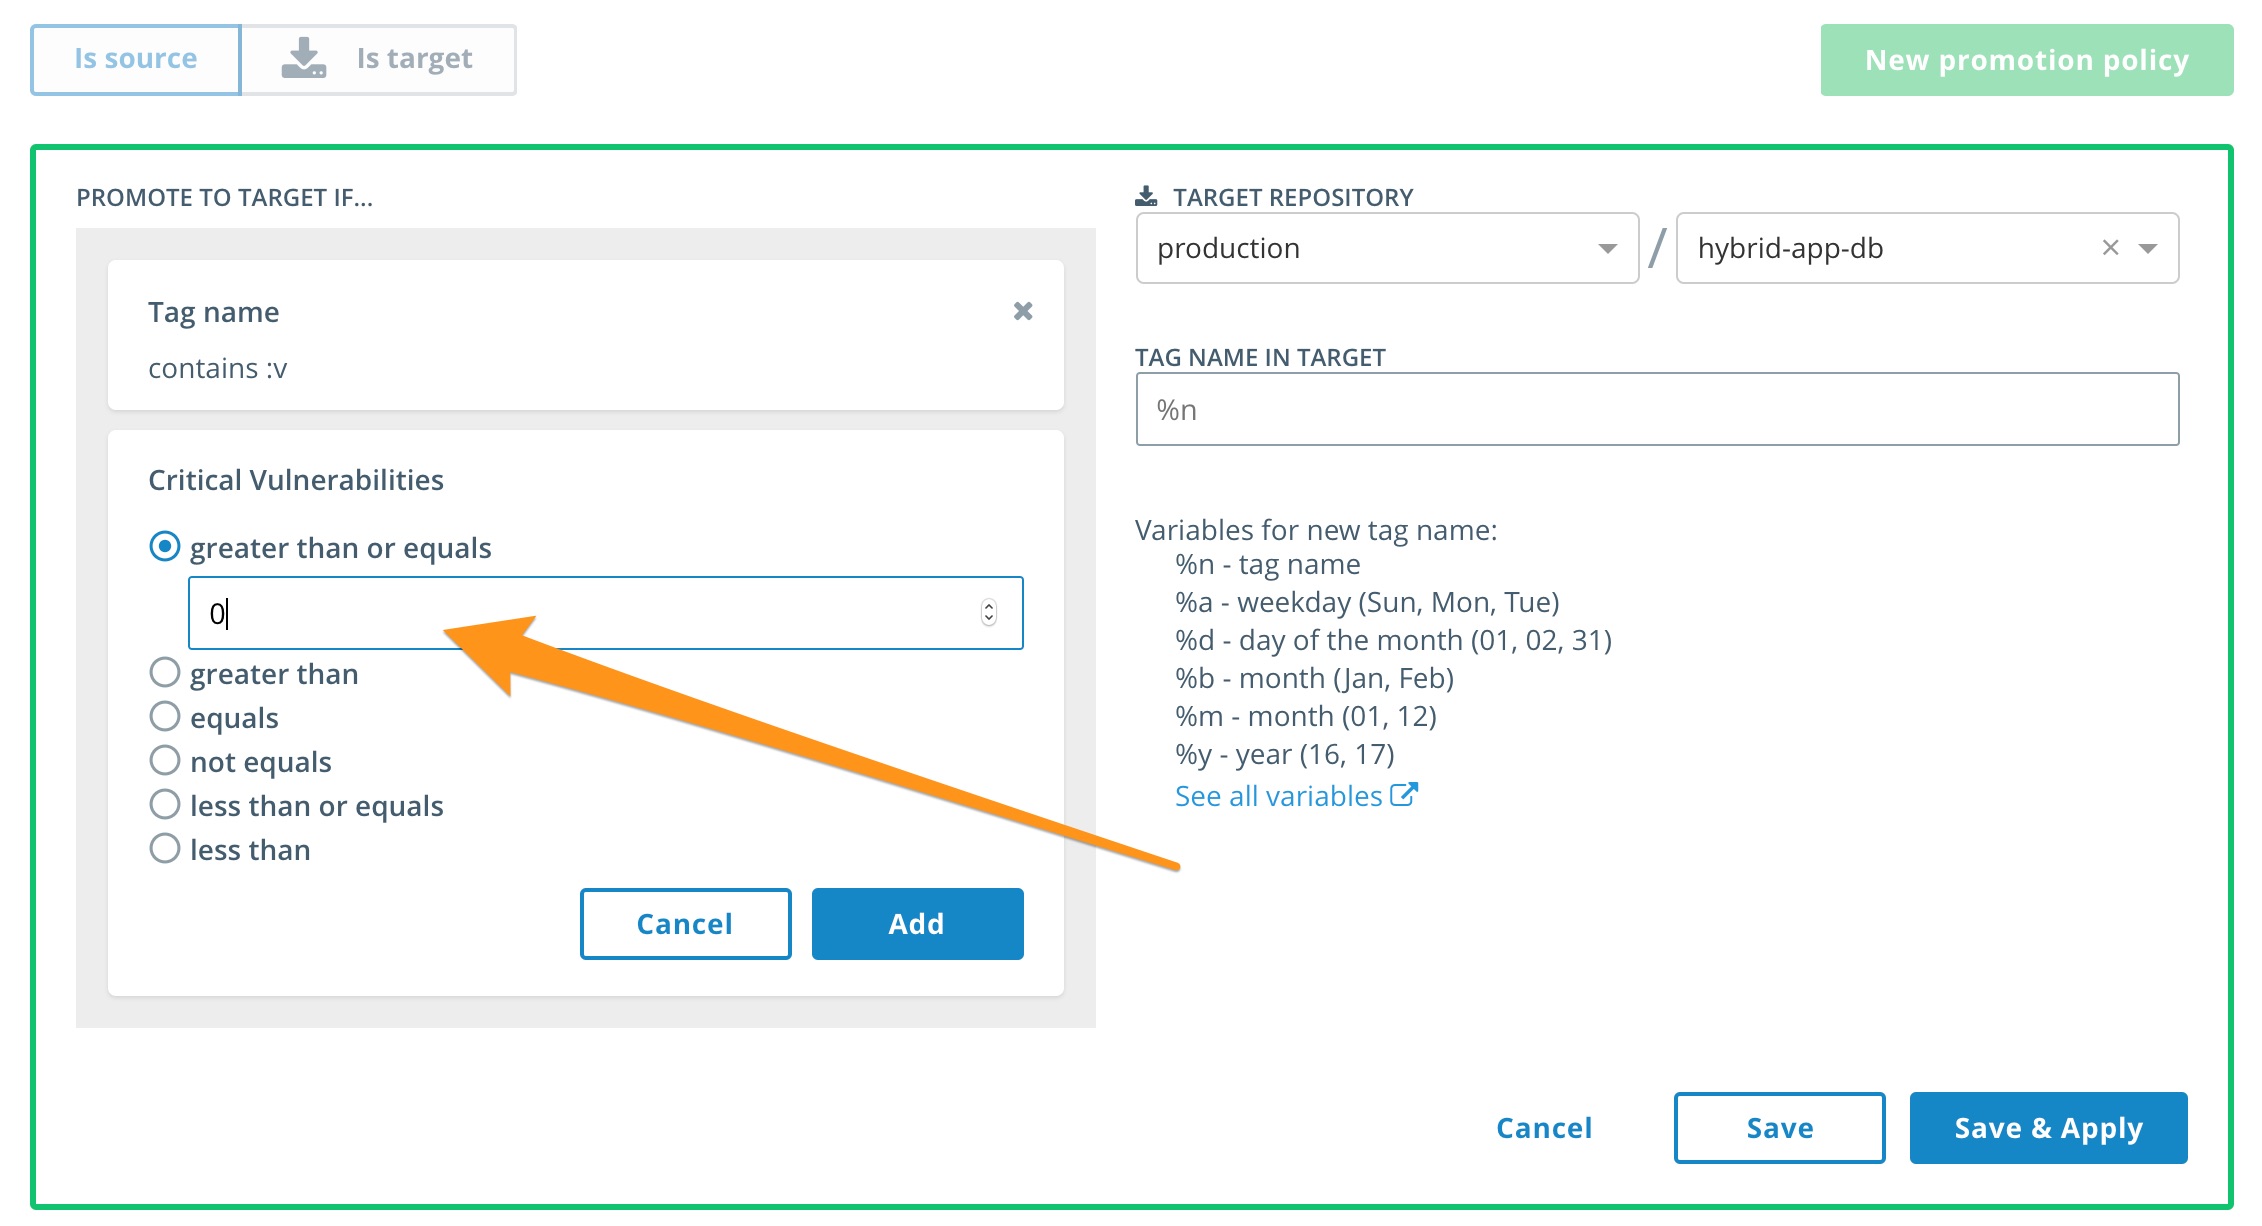 Is source
Is target
New promotion policy
PROMOTE TO TARGET IF...
Tag name
contains :v
Critical Vulnerabilities
greater than or equals
0
greater than
equals
not equals
less than or equals
less than
Cancel
Add
TARGET REPOSITORY
production / hybrid-app-db
TAG NAME IN TARGET
%n
Variables for new tag name:
%n - tag name
%a - weekday (Sun, Mon, Tue)
%d - day of the month (01, 02, 31)
%b - month (Jan, Feb)
%m - month (01, 12)
%y - year (16, 17)
See all variables
Cancel
Save
Save & Apply